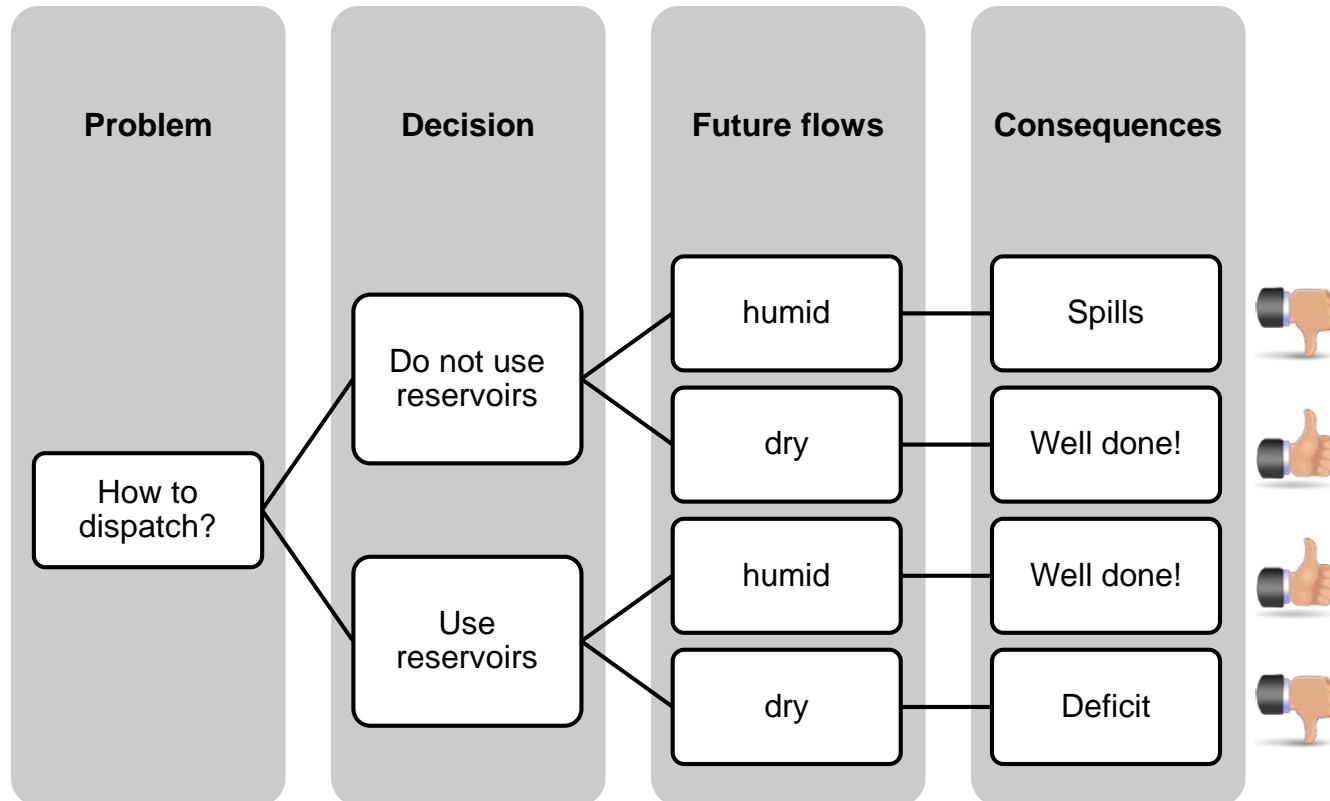 Problem
Decision
Future flows
Consequences
How to
dispatch?
Do not use
reservoirs
Use
reservoirs
humid
dry
humid
dry
Spills
Well done!
Well done!
Deficit